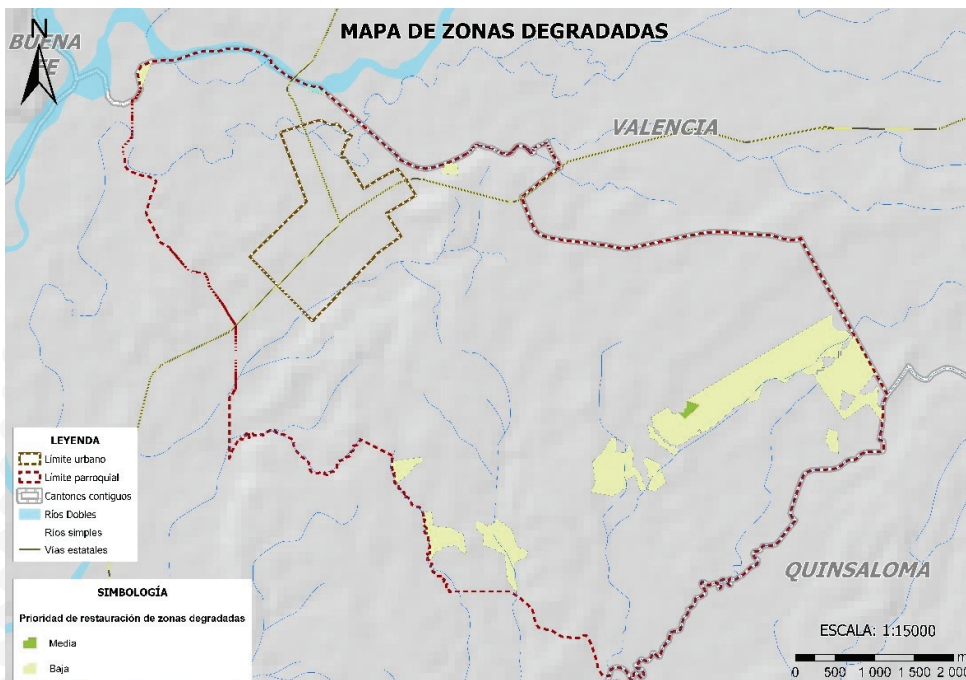 MAPA DE ZONAS DEGRADADAS
N
BUENA
FE
VALENCIA
QUINSALOMA
LEYENDA
Límite urbano
Límite parroquial
Cantones contiguos
Ríos Dobles
Ríos simples
Vías estatales
SIMBOLOGÍA
Prioridad de restauración de zonas degradadas
Media
Baja
ESCALA: 1:15000
m
0 500 1 000 1 500 2 000